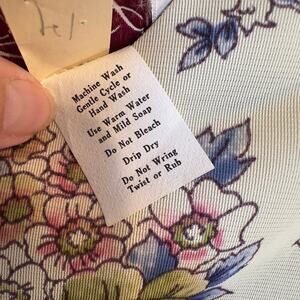 Machine Wash
Gentle Cycle or
Hand Wash
Use Warm Water
and Mild Soap
Do Not Bleach
Drip Dry
Do Not Wring
Twist or Rub